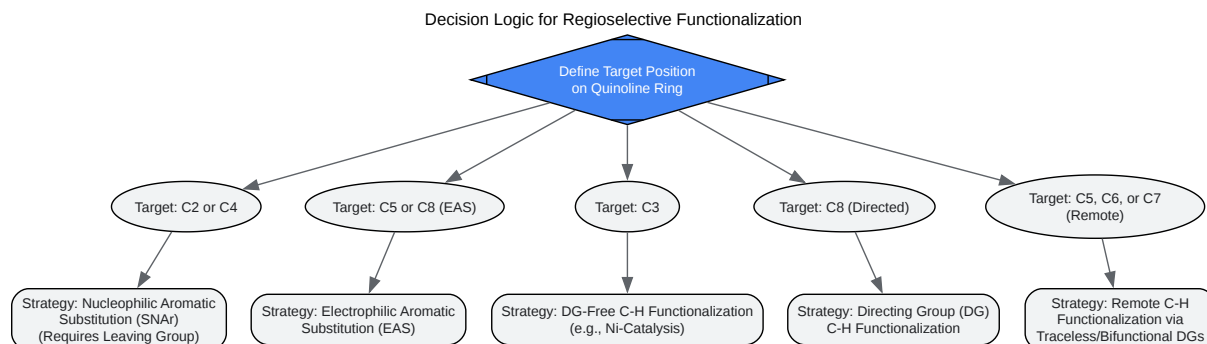 Decision Logic for Regioselective Functionalization
Define Target Position
on Quinoline Ring
Target: C2 or C4
Target: C5 or C8 (EAS)
Target: C3
Target: C8 (Directed)
Target: C5, C6, or C7
(Remote)
Strategy: Nucleophilic Aromatic
Substitution (SNAr)
(Requires Leaving Group)
Strategy: Electrophilic Aromatic
Substitution (EAS)
Strategy: DG-Free C-H Functionalization
(e.g., Ni-Catalysis)
Strategy: Directing Group (DG)
C-H Functionalization
Strategy: Remote C-H
Functionalization via
Traceless/Bifunctional DGs